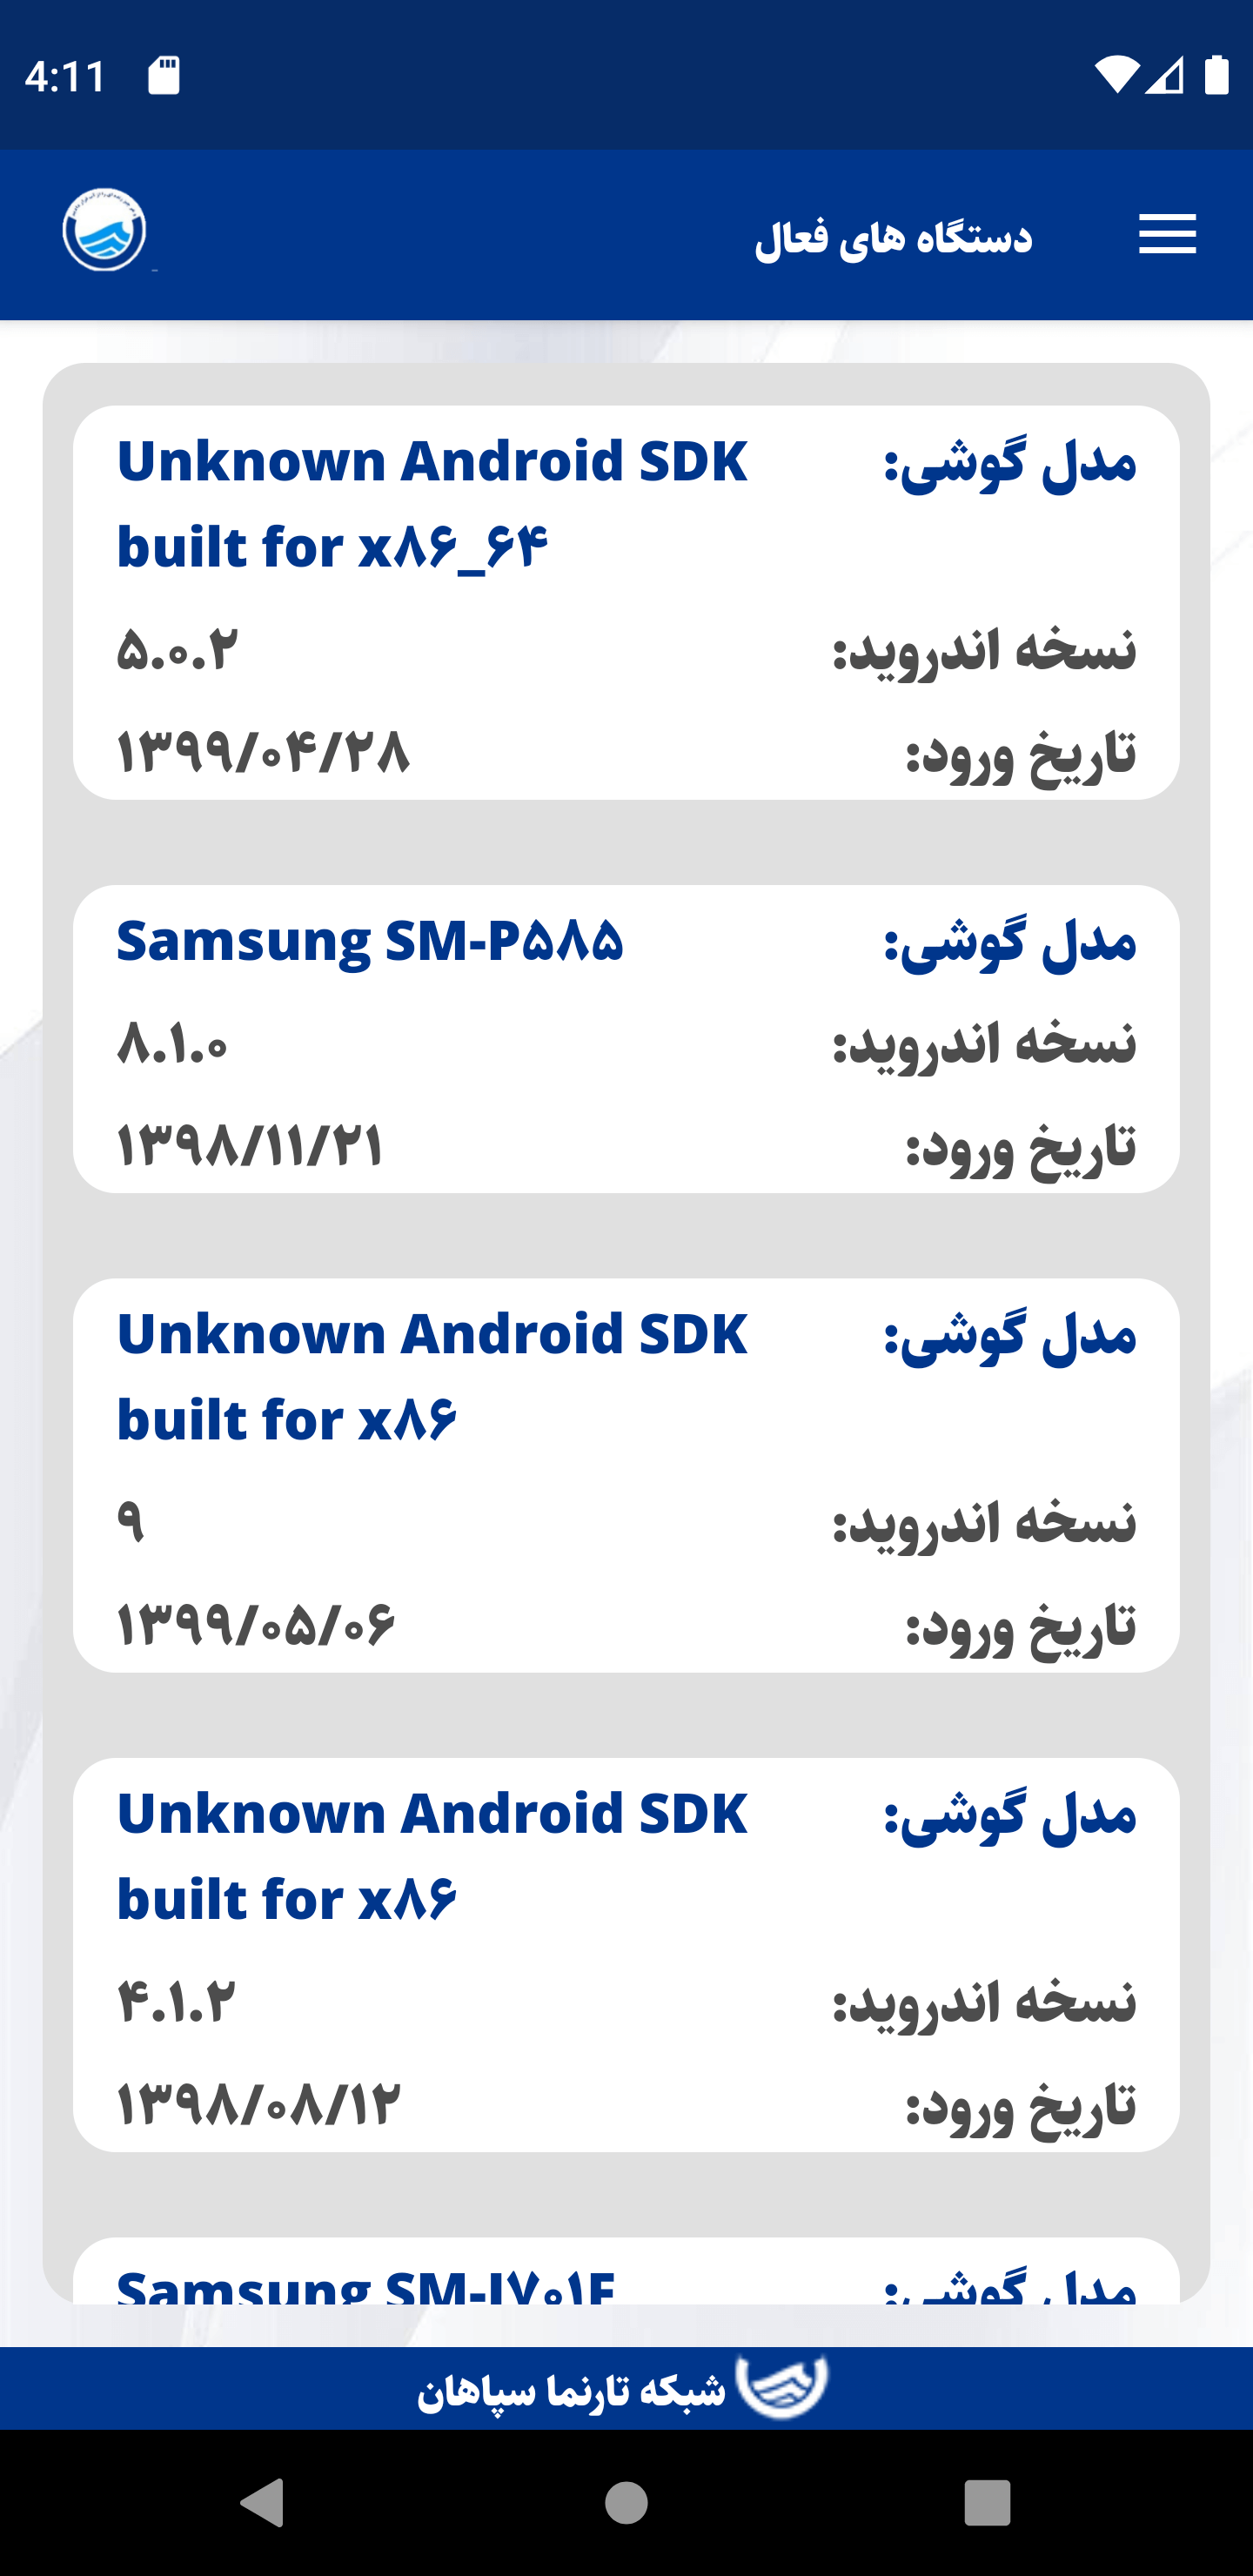 4:11
دستگاه های فعال
مدل گوشی: Unknown Android SDK
built for x۸۶_۶۴
نسخه اندروید: ۵.۰.۲
تاریخ ورود: ۱۳۹۹/۰۴/۲۸
مدل گوشی: Samsung SM-P۵۸۵
نسخه اندروید: ۸.۱.۰
تاریخ ورود: ۱۳۹۸/۱۱/۲۱
مدل گوشی: Unknown Android SDK
built for x۸۶
نسخه اندروید: ۹
تاریخ ورود: ۱۳۹۹/۰۵/۰۶
مدل گوشی: Unknown Android SDK
built for x۸۶
نسخه اندروید: ۴.۱.۲
تاریخ ورود: ۱۳۹۸/۰۸/۱۲
مدل گوشی: Samsung
شبکه تارنما سپاهان